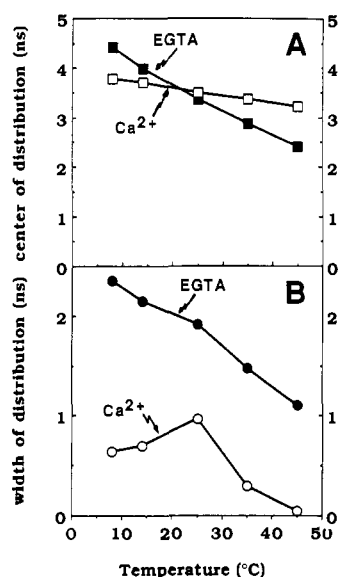 5
4
3
2
1
0
5
4
3
2
1
0
EGTA
A
Ca2+
center of distribution (ns)
2
1
0
2
1
0
EGTA
B
Ca2+
width of distribution (ns)
0 10 20 30 40 50
Temperature (°C)